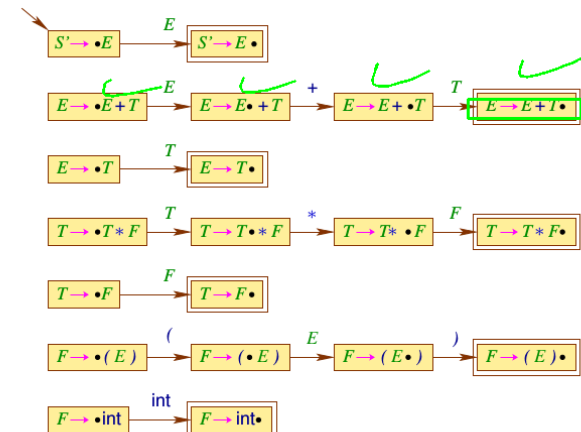 E
S' → •E S' → E •
E + T
E → •E + T E → E• + T E → E + •T E → E + T•
T
E → •T E → T•
T * F
T → •T * F T → T• * F T → T* •F T → T * F•
F
T → •F T → F•
( E )
F → •( E ) F → (• E ) F → (E• ) F → (E ) •
int
F → •int F → int•